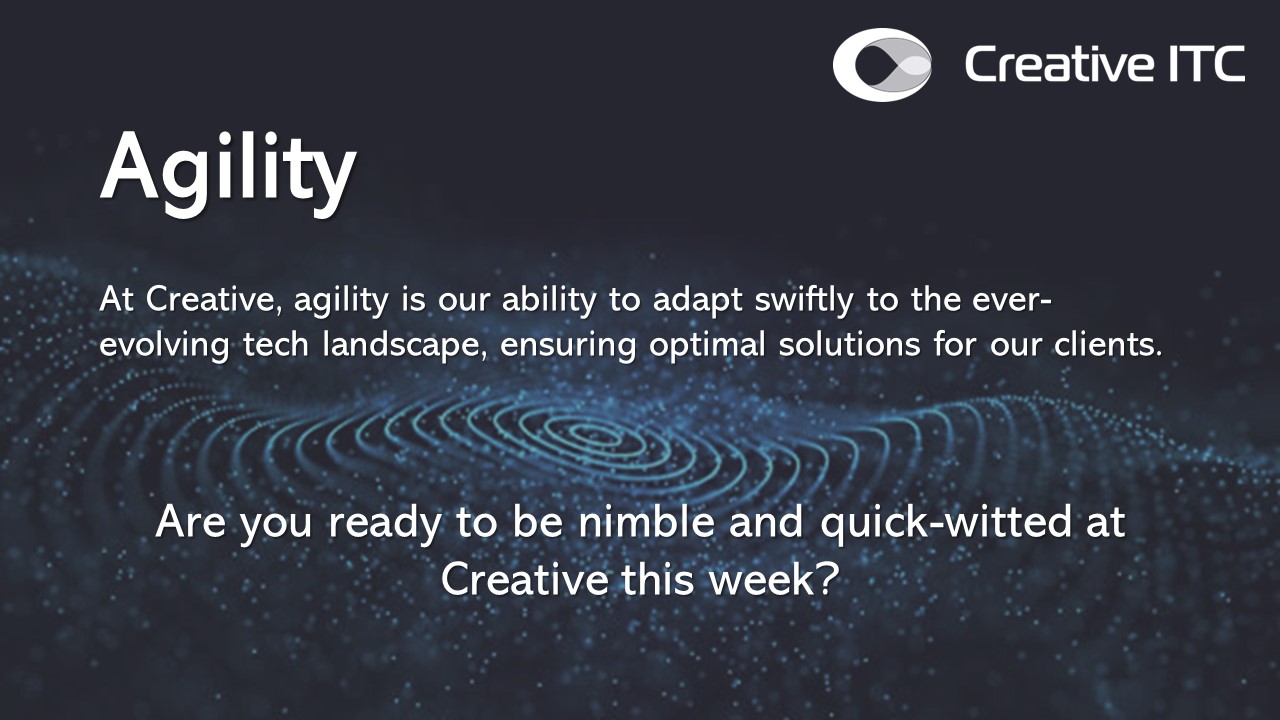 Creative ITC
Agility
At Creative, agility is our ability to adapt swiftly to the ever-
evolving tech landscape, ensuring optimal solutions for our clients.
Are you ready to be nimble and quick-witted at
Creative this week?